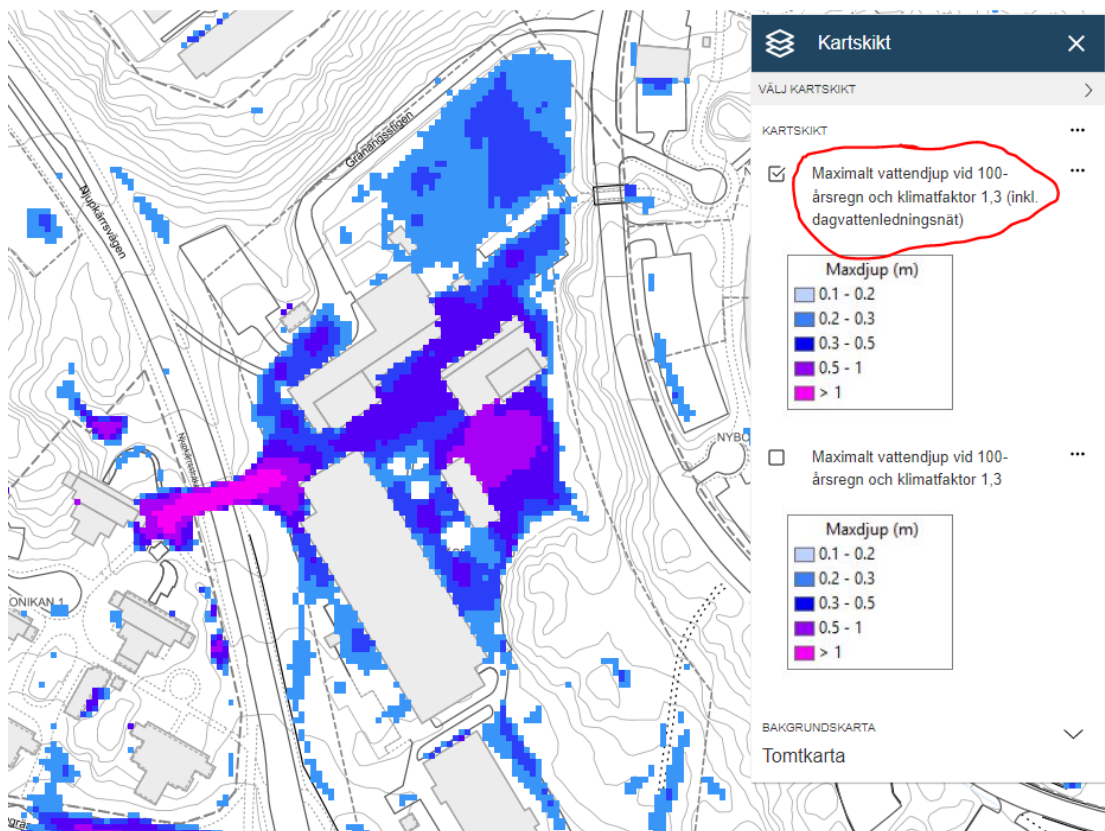 Kartskikt
VÄLJ KARTSKIKT
KARTSKIKT
Maximalt vattendjup vid 100-
årsregn och klimatfaktor 1,3 (inkl.
dagvattenledningsnät)
Maxdjup (m)
0.1 - 0.2
0.2 - 0.3
0.3 - 0.5
0.5 - 1
> 1
Maximalt vattendjup vid 100-
årsregn och klimatfaktor 1,3
Maxdjup (m)
0.1 - 0.2
0.2 - 0.3
0.3 - 0.5
0.5 - 1
> 1
BAKGRUNDSKARTA
Tomtkarta
Granängsstigen
Njupkärrsvägen
NYBO
ONIKAN 1